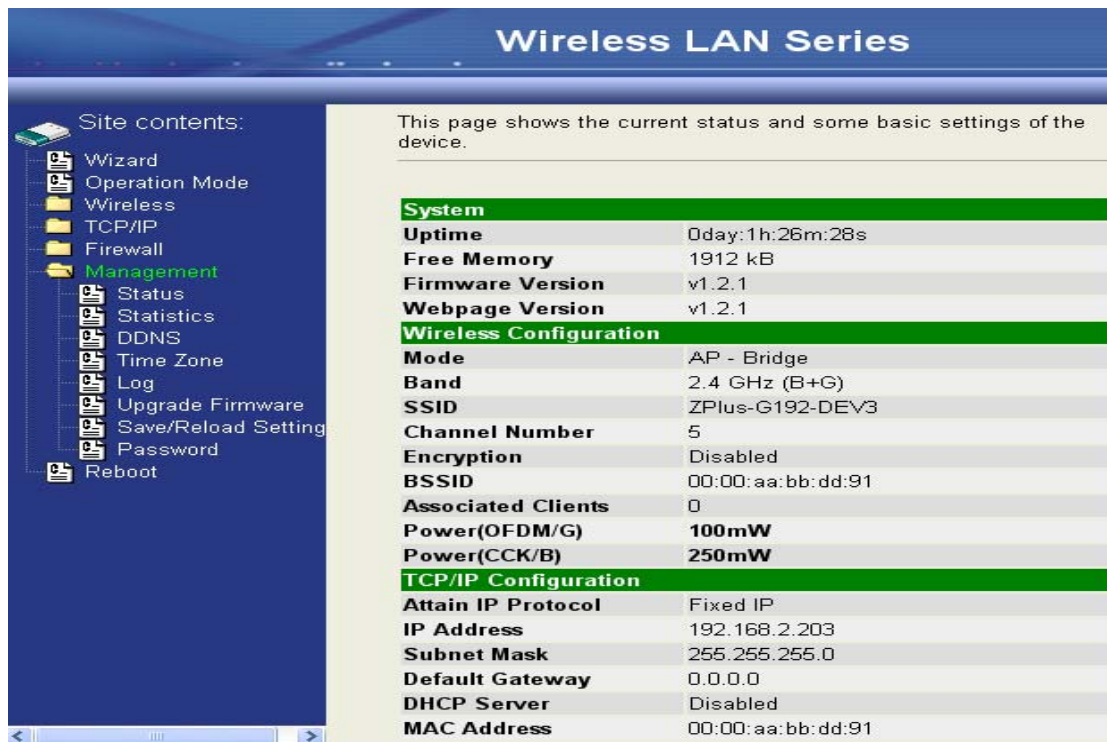 Wireless LAN Series
Site contents:
Wizard
Operation Mode
Wireless
TCP/IP
Firewall
Management
Status
Statistics
DDNS
Time Zone
Log
Upgrade Firmware
Save/Reload Setting
Password
Reboot
This page shows the current status and some basic settings of the
device.
System
Uptime 0day:1h:26m:28s
Free Memory 1912 kB
Firmware Version v1.2.1
Webpage Version v1.2.1
Wireless Configuration
Mode AP - Bridge
Band 2.4 GHz (B+G)
SSID ZPlus-G192-DEV3
Channel Number 5
Encryption Disabled
BSSID 00:00:aa:bb:dd:91
Associated Clients 0
Power(OFDM/G) 100mW
Power(CCK/B) 250mW
TCP/IP Configuration
Attain IP Protocol Fixed IP
IP Address 192.168.2.203
Subnet Mask 255.255.255.0
Default Gateway 0.0.0.0
DHCP Server Disabled
MAC Address 00:00:aa:bb:dd:91